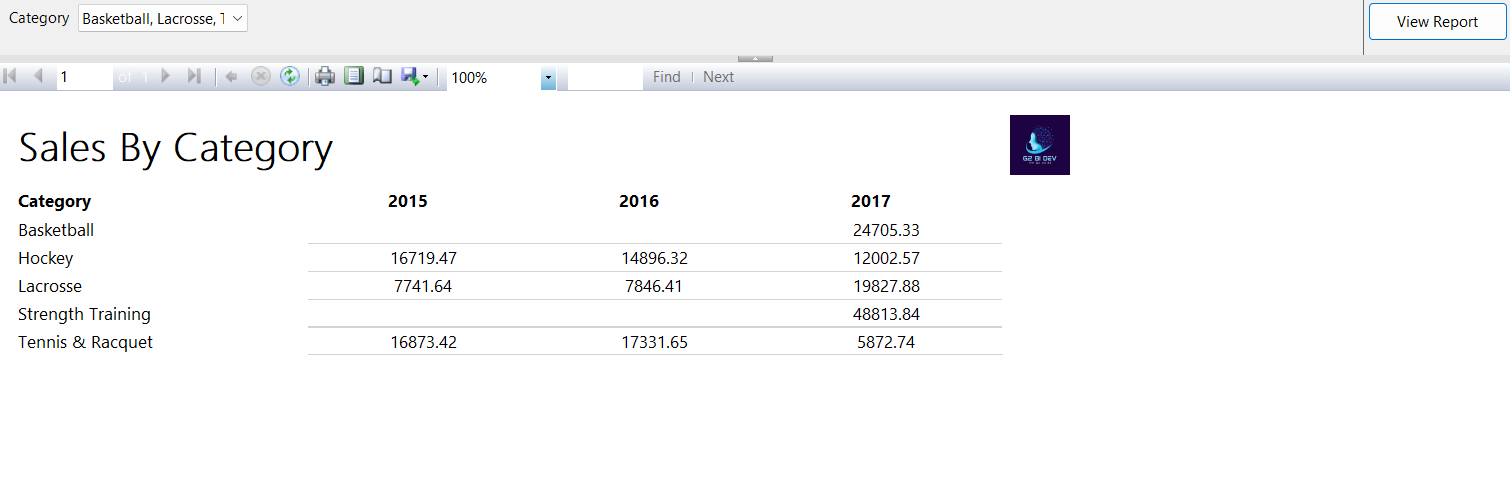 Category Basketball, Lacrosse, T View Report
1 of 1 100% Find Next
Sales By Category
G2 BI DEV
Category 2015 2016 2017
Basketball 24705.33
Hockey 16719.47 14896.32 12002.57
Lacrosse 7741.64 7846.41 19827.88
Strength Training 48813.84
Tennis & Racquet 16873.42 17331.65 5872.74